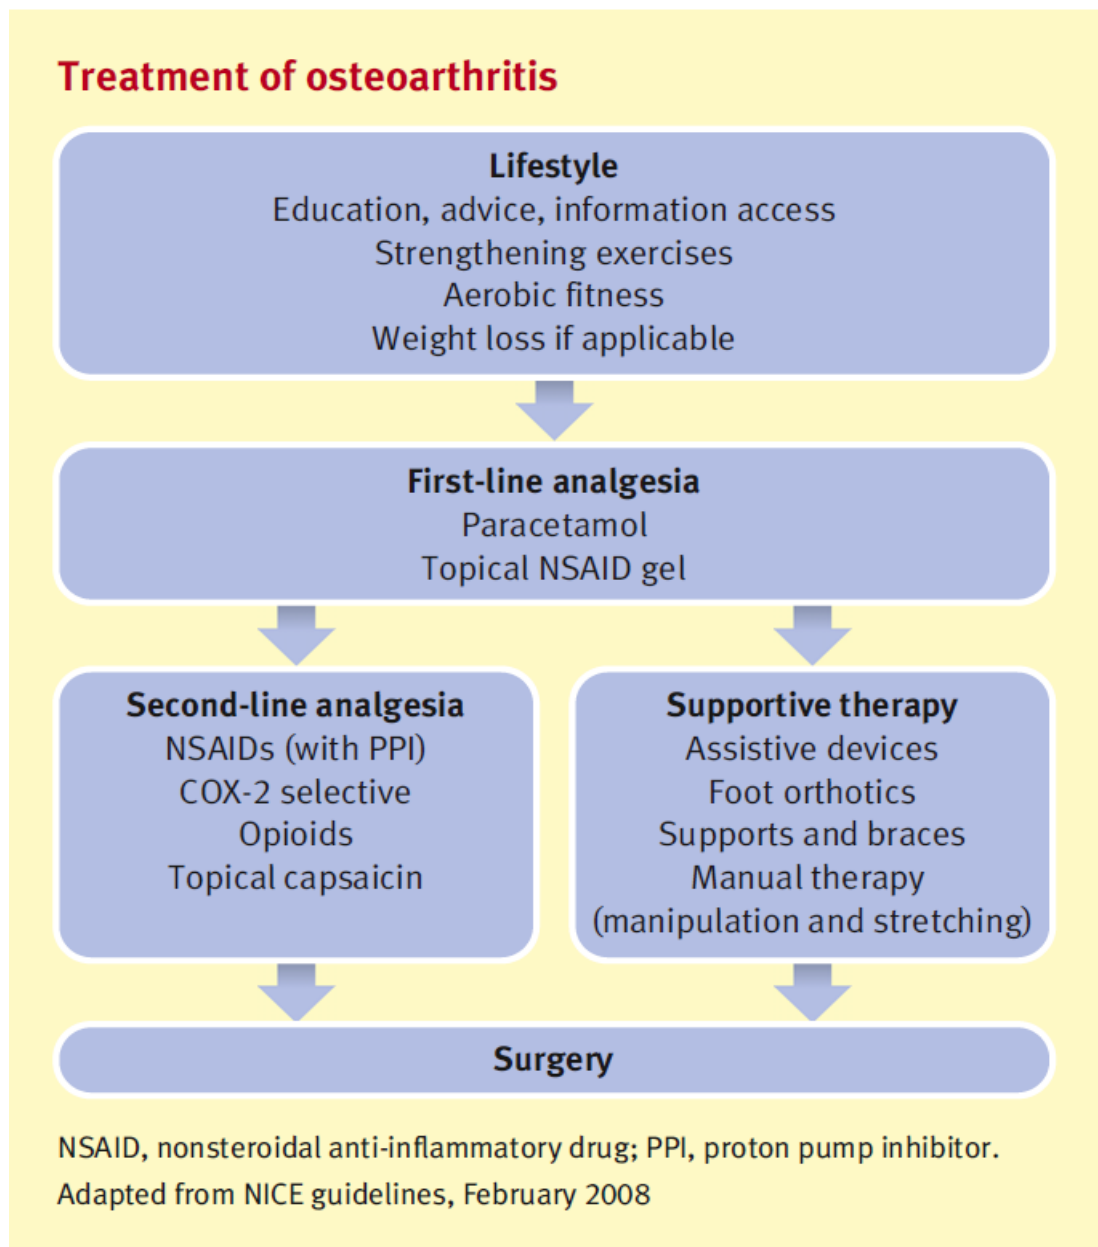 Treatment of osteoarthritis
Lifestyle
Education, advice, information access
Strengthening exercises
Aerobic fitness
Weight loss if applicable
First-line analgesia
Paracetamol
Topical NSAID gel
Second-line analgesia
NSAIDs (with PPI)
COX-2 selective
Opioids
Topical capsaicin
Supportive therapy
Assistive devices
Foot orthotics
Supports and braces
Manual therapy
(manipulation and stretching)
Surgery
NSAID, nonsteroidal anti-inflammatory drug; PPI, proton pump inhibitor.
Adapted from NICE guidelines, February 2008